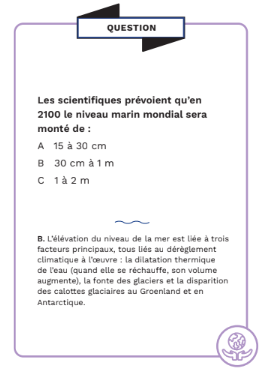 QUESTION
Les scientifiques prévoient qu'en
2100 le niveau marin mondial sera
monté de :
A 15 à 30 cm
B 30 cm à 1 m
C 1 à 2 m
B. L'élévation du niveau de la mer est liée à trois
facteurs principaux, tous liés au dérèglement
climatique à l'œuvre : la dilatation thermique
de l'eau (quand elle se réchauffe, son volume
augmente), la fonte des glaciers et la disparition
des calottes glaciaires au Groenland et en
Antarctique.